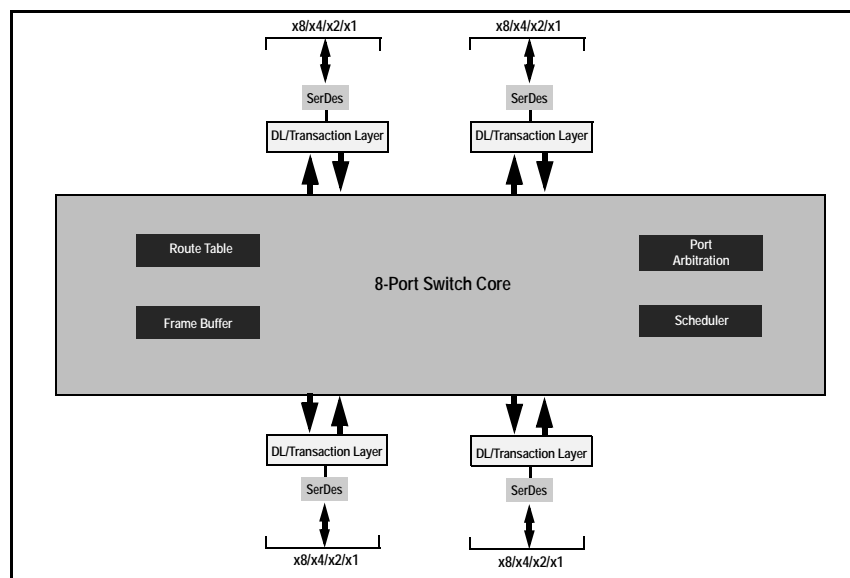 x8/x4/x2/x1
x8/x4/x2/x1
SerDes
SerDes
DL/Transaction Layer
DL/Transaction Layer
Route Table
Port
Arbitration
8-Port Switch Core
Frame Buffer
Scheduler
DL/Transaction Layer
DL/Transaction Layer
SerDes
SerDes
x8/x4/x2/x1
x8/x4/x2/x1